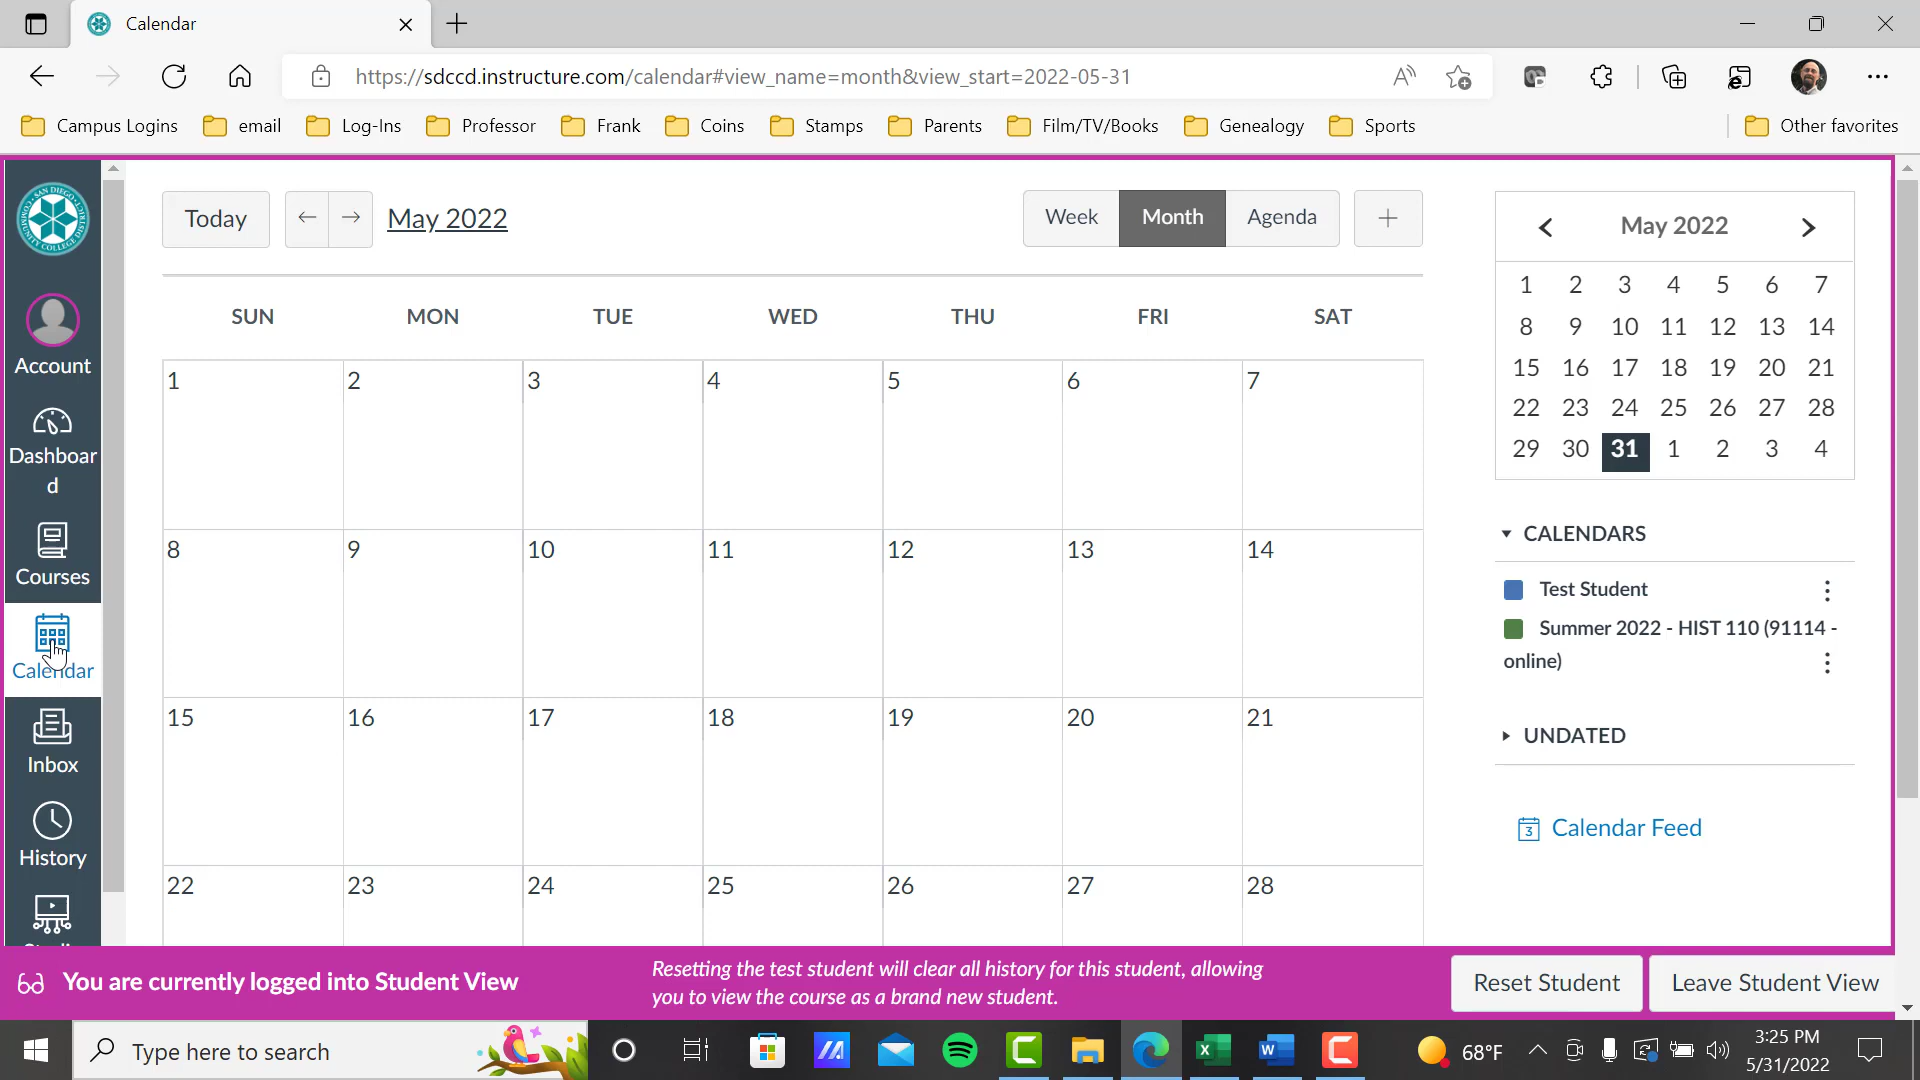 Calendar
https://sdccd.instructure.com/calendar#view_name=month&view_start=2022-05-31
Campus Logins email Log-Ins Professor Frank Coins Stamps Parents Film/TV/Books Genealogy Sports Other favorites
Account
Dashboar
d
Courses
Calendar
Inbox
History
Today May 2022 Week Month Agenda
SUN MON TUE WED THU FRI SAT
1 2 3 4 5 6 7
8 9 10 11 12 13 14
15 16 17 18 19 20 21
22 23 24 25 26 27 28
May 2022
1 2 3 4 5 6 7
8 9 10 11 12 13 14
15 16 17 18 19 20 21
22 23 24 25 26 27 28
29 30 31 1 2 3 4
CALENDARS
Test Student
Summer 2022 - HIST 110 (91114 -
online)
UNDATED
3 Calendar Feed
You are currently logged into Student View
Resetting the test student will clear all history for this student, allowing
you to view the course as a brand new student.
Reset Student Leave Student View
Type here to search
68°F
3:25 PM
5/31/2022